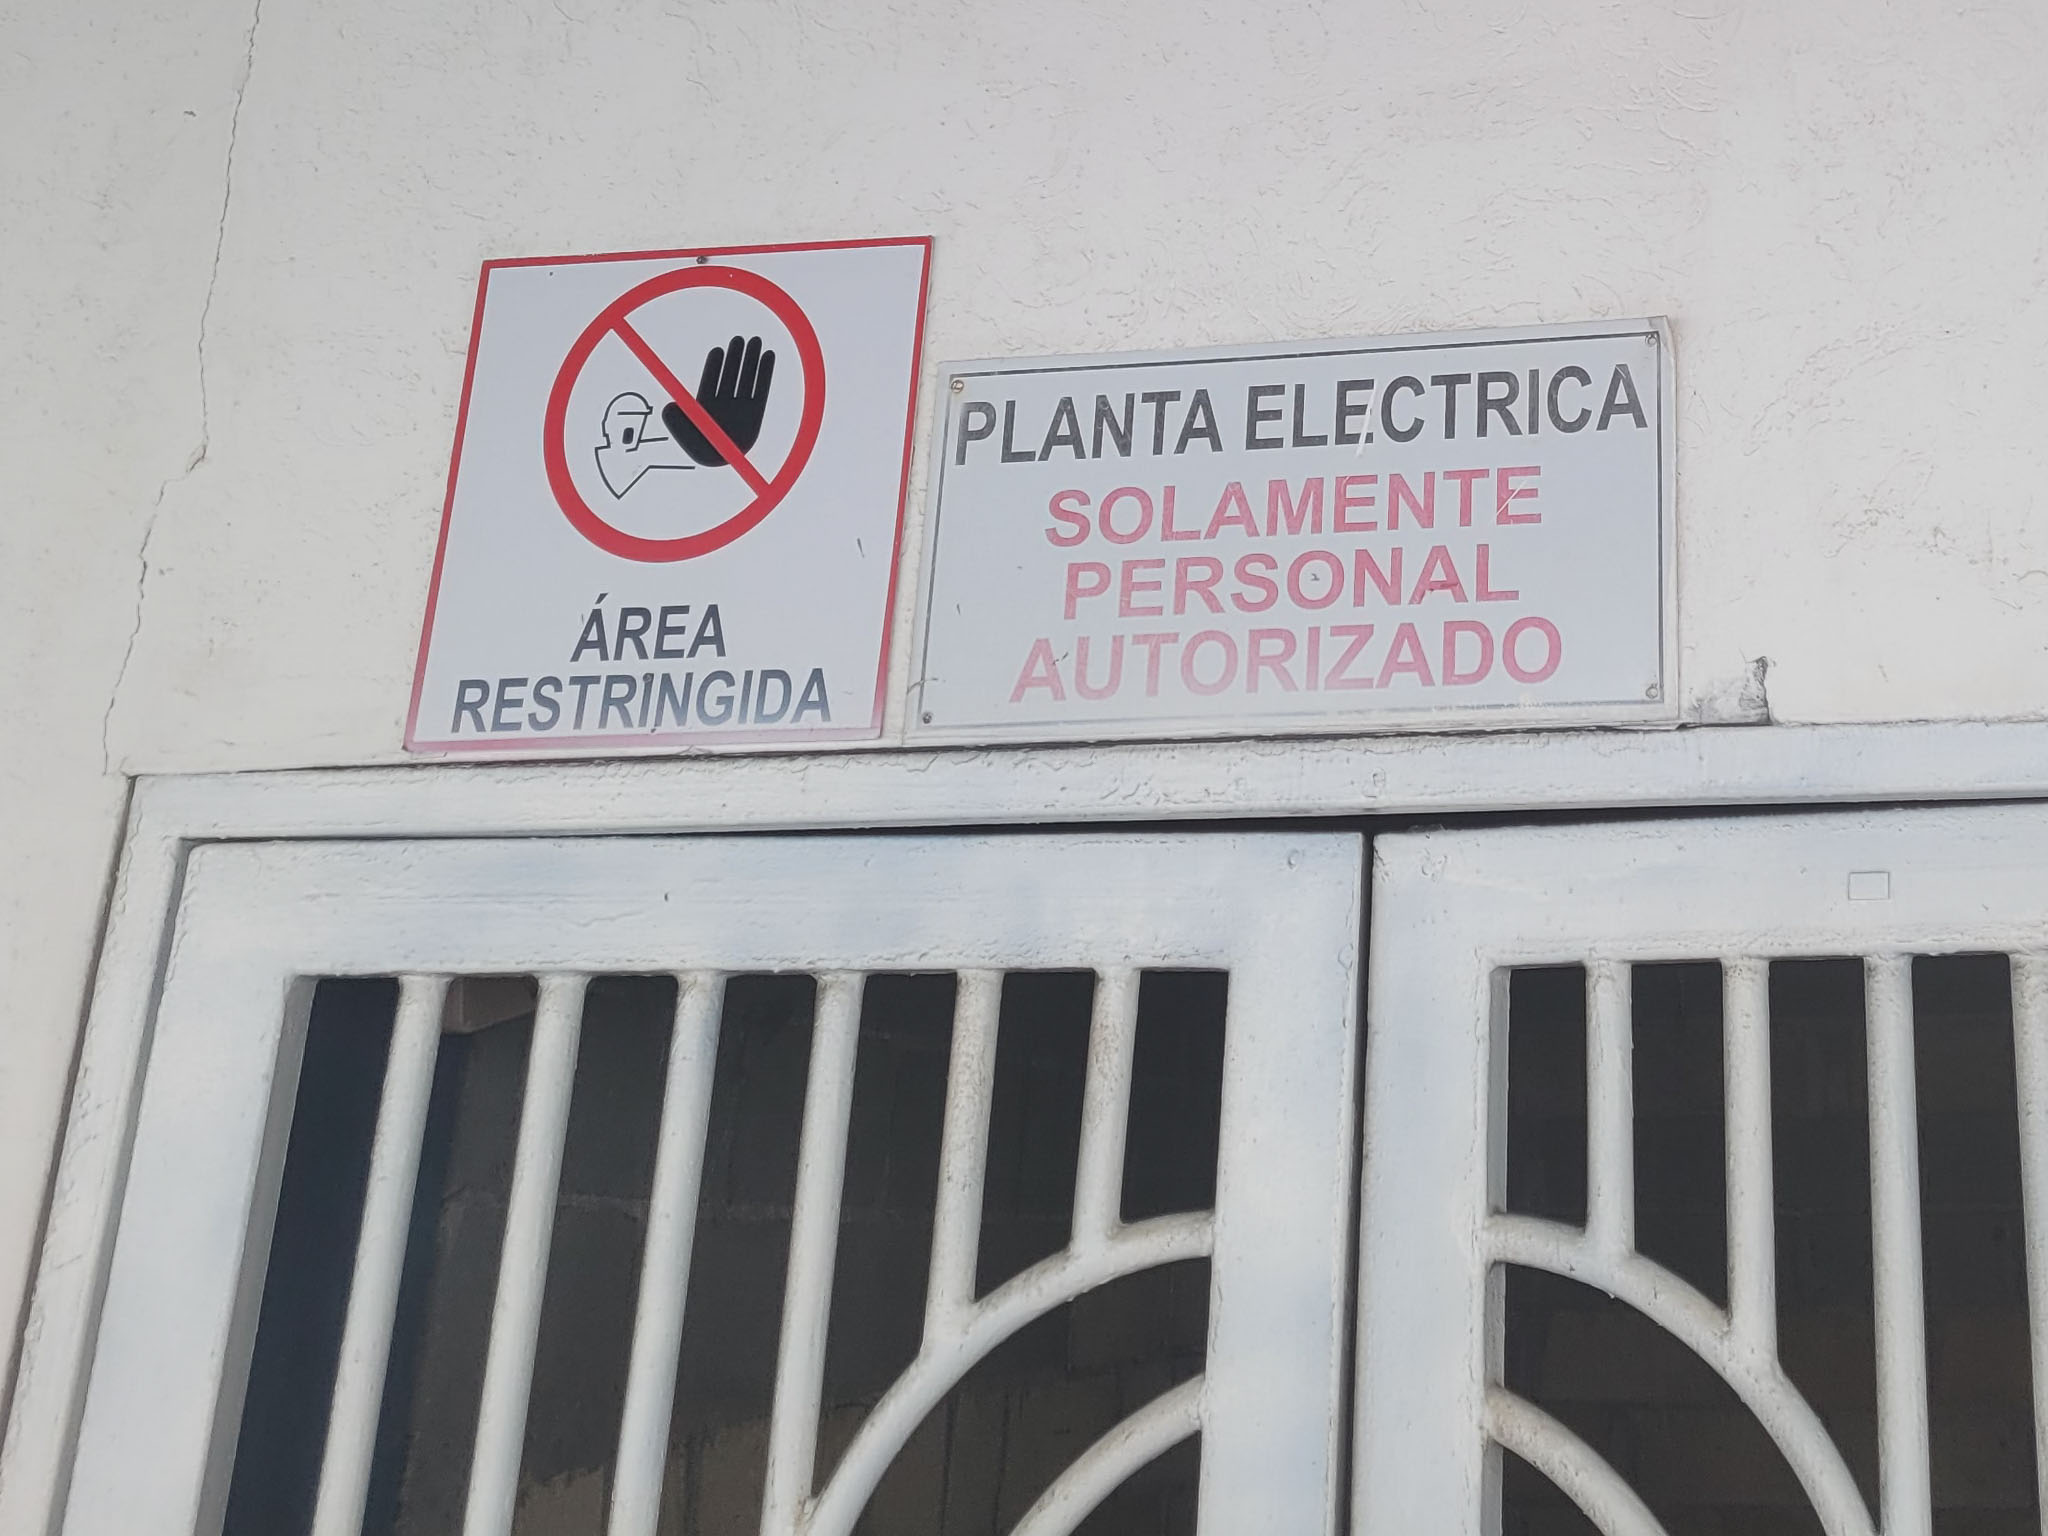 ÁREA
RESTRINGIDA
PLANTA ELECTRICA
SOLAMENTE
PERSONAL
AUTORIZADO